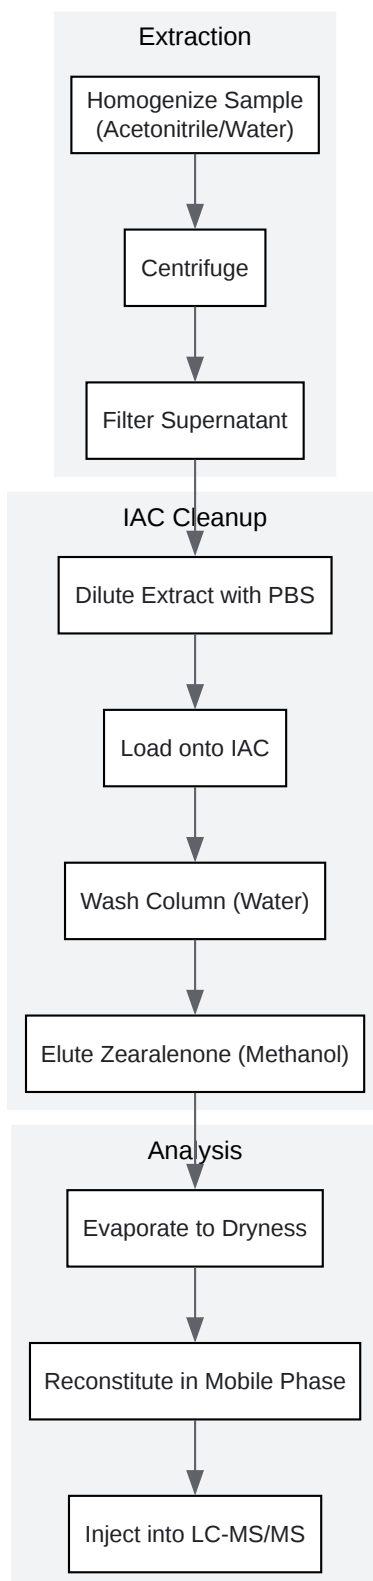 Extraction
Homogenize Sample
(Acetonitrile/Water)
Centrifuge
Filter Supernatant
IAC Cleanup
Dilute Extract with PBS
Load onto IAC
Wash Column (Water)
Elute Zearalenone (Methanol)
Analysis
Evaporate to Dryness
Reconstitute in Mobile Phase
Inject into LC-MS/MS